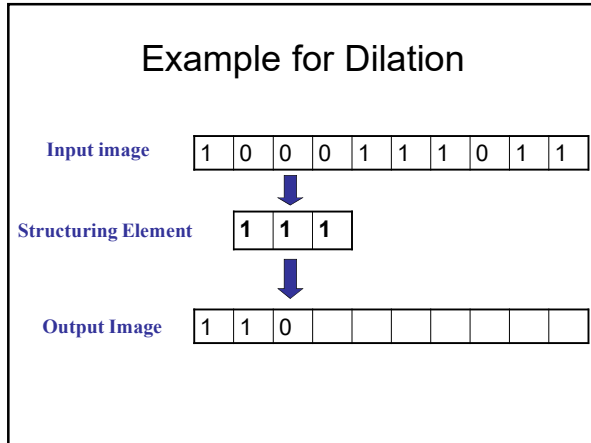 Example for Dilation
Input image 1 0 0 0 1 1 1 0 1 1
Structuring Element 1 1 1
Output Image 1 1 0